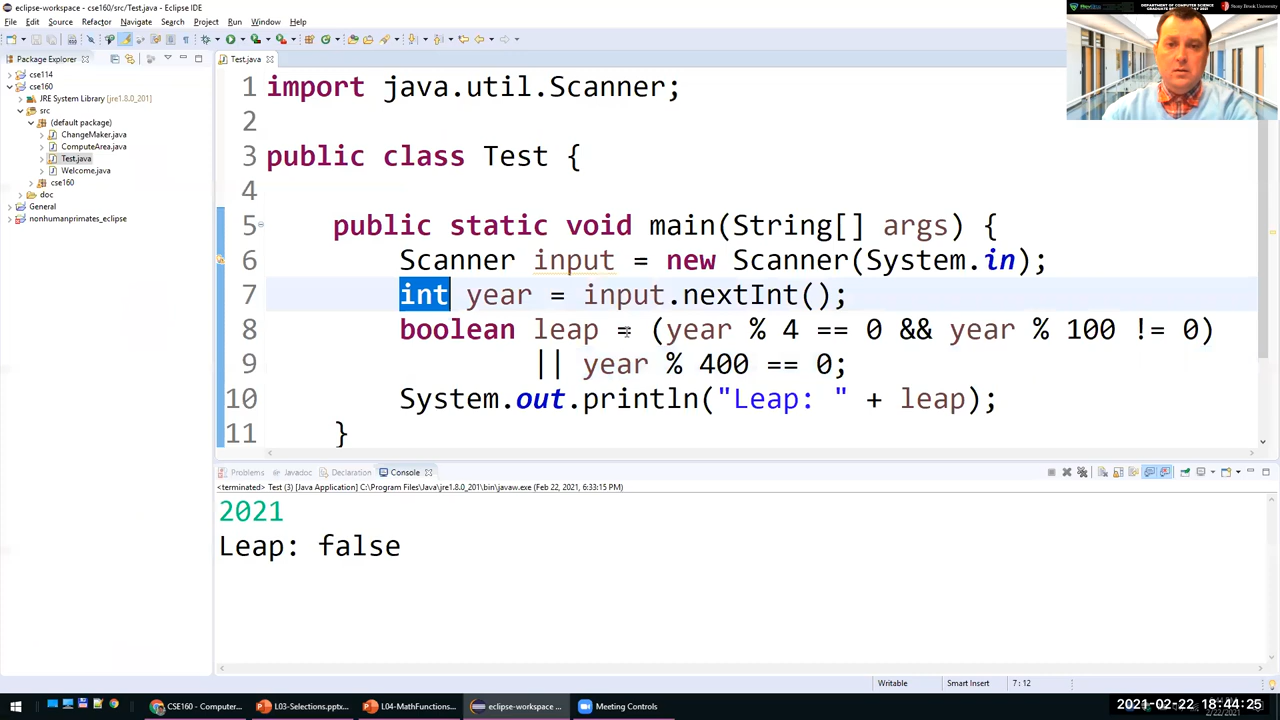 eclipse-workspace - cse160/src/Test.java - Eclipse IDE
File Edit Source Refactor Navigate Search Project Run Window Help
DEPARTMENT OF COMPUTER SCIENCE
Stony Brook University
Package Explorer
Test.java
cse114
cse160
JRE System Library [jre1.8.0_201]
src
(default package)
ChangeMaker.java
ComputeArea.java
Test.java
Welcome.java
cse160
doc
General
nonhumanprimates_eclipse
1 import java.util.Scanner;
2
3 public class Test {
4
5 public static void main(String[] args) {
6 Scanner input = new Scanner(System.in);
7 int year = input.nextInt();
8 boolean leap = (year % 4 == 0 && year % 100 != 0)
9 || year % 400 == 0;
10 System.out.println("Leap: " + leap);
11 }
Problems Javadoc Declaration Console
<terminated> Test (3) [Java Application] C:\Program Files\Java\jre1.8.0_201\bin\javaw.exe (Feb 22, 2021, 6:33:15 PM)
2021
Leap: false
Writable Smart Insert 7 : 12
CSE160 - Computer... L03-Selections.pptx... L04-MathFunctions... eclipse-workspace ... Meeting Controls
2021-02-22 18:44:25